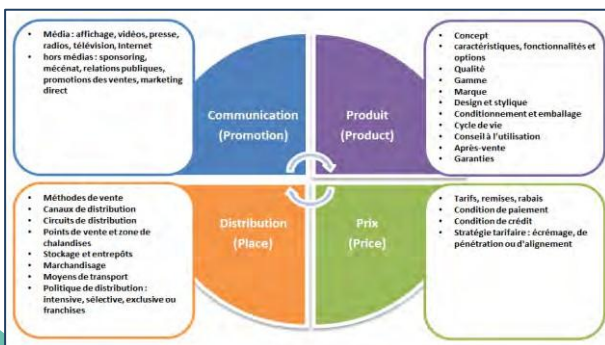 Média : affichage, vidéos, presse,
radios, télévision, Internet
hors médias : sponsoring,
mécénat, relations publiques,
promotions des ventes, marketing
direct
Communication
(Promotion)
Produit
(Product)
Concept
caractéristiques, fonctionnalités et
options
Qualité
Gamme
Marque
Design et stylique
Conditionnement et emballage
Cycle de vie
Conseil à l'utilisation
Après-vente
Garanties
Méthodes de vente
Canaux de distribution
Circuits de distribution
Points de vente et zone de
chalandises
Stockage et entrepôts
Marchandisage
Moyens de transport
Politique de distribution :
intensive, sélective, exclusive ou
franchises
Distribution
(Place)
Prix
(Price)
Tarifs, remises, rabais
Condition de paiement
Condition de crédit
Stratégie tarifaire : écrémage, de
pénétration ou d'alignement